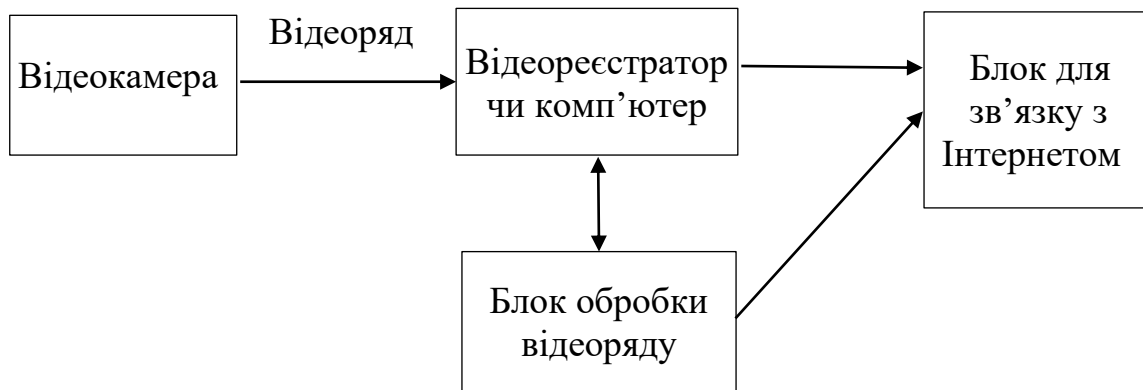 Відеокамера
Відеоряд
Відеореєстратор
чи комп’ютер
Блок для
зв’язку з
Інтернетом
Блок обробки
відеоряду